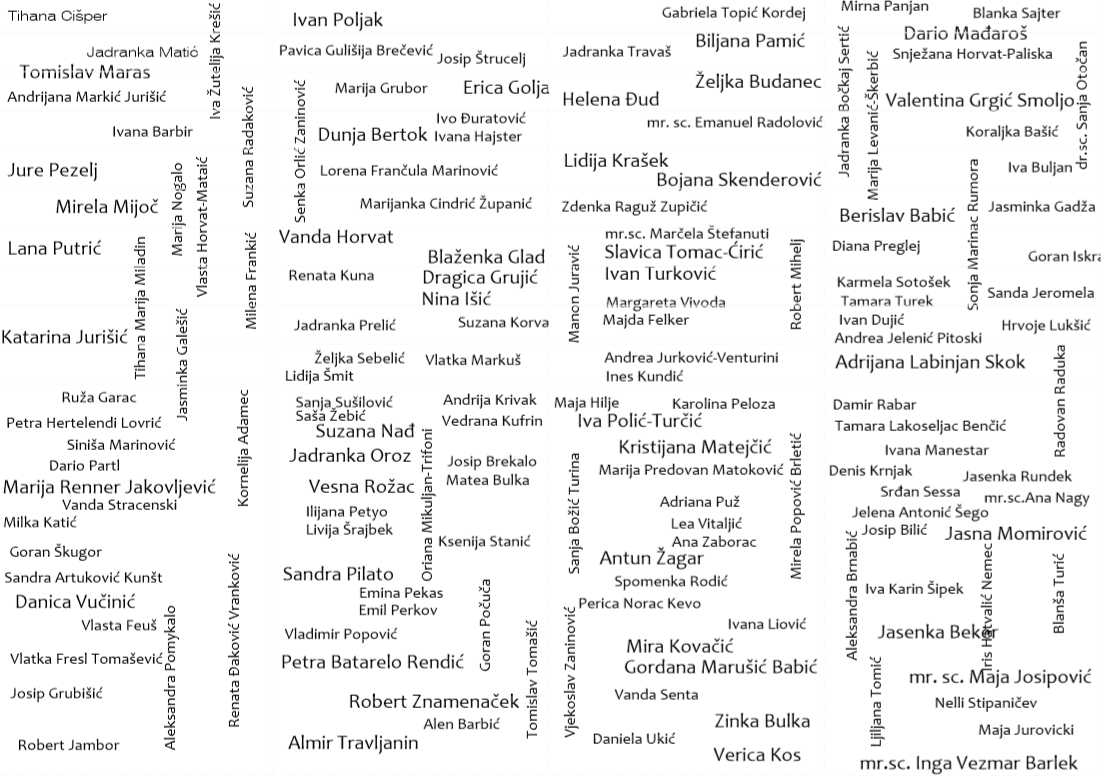 Tihana Cišper
Jadranka Matić
Tomislav Maras
Andrijana Markić Jurišić
Ivana Barbir
Jure Pezelj
Mirela Mijoč
Lana Putrić
Katarina Jurišić
Ruža Garac
Petra Hertelendi Lovrić
Siniša Marinović
Dario Partl
Marija Renner Jakovljević
Vanda Stracenski
Milka Katić
Goran Škugor
Sandra Artuković Kunšt
Danica Vučinić
Vlasta Feuš
Vlatka Fresl Tomašević
Josip Grubišić
Robert Jambor
Tihana Marija Miladin
Marija Nogalo
Jasminka Galešić
Aleksandra Pomykalo
Vlasta Horvat-Mataić
Iva Žutelija Krešić
Suzana Radaković
Milena Frankić
Kornelija Adamec
Renata Đaković Vranković
Ivan Poljak
Pavica Gulišija Brečević
Josip Štrucelj
Marija Grubor
Erica Golja
Ivo Đuratović
Dunja Bertok
Ivana Hajster
Lorena Frančula Marinović
Marijanka Cindrić Županić
Senka Orlić Zaninović
Vanda Horvat
Blaženka Glad
Renata Kuna
Dragica Grujić
Nina Išić
Jadranka Prelić
Suzana Korva
Željka Sebelić
Vlatka Markuš
Lidija Šmit
Sanja Sušilović
Andrija Krivak
Saša Žebić
Vedrana Kufrin
Suzana Nađ
Jadranka Oroz
Josip Brekalo
Matea Bulka
Vesna Rožac
Ilijana Petyo
Livija Šrajbek
Ksenija Stanić
Oriana Mikuljan-Trifoni
Sandra Pilato
Emina Pekas
Emil Perkov
Vladimir Popović
Petra Batarelo Rendić
Goran Počuča
Robert Znamenaček
Alen Barbić
Almir Travljanin
Tomislav Tomašić
Gabriela Topić Kordej
Biljana Pamić
Jadranka Travaš
Željka Budanec
Helena Đud
mr. sc. Emanuel Radolović
Lidija Krašek
Bojana Skenderović
Zdenka Raguž Zupičić
mr.sc. Marčela Štefanuti
Slavica Tomac-Ćirić
Ivan Turković
Margareta Vivoda
Majda Felker
Manon Juravić
Robert Mihelj
Andrea Jurković-Venturini
Ines Kundić
Maja Hilje
Karolina Peloza
Iva Polić-Turčić
Kristijana Matejčić
Marija Predovan Matoković
Adriana Puž
Lea Vitaljić
Ana Zaborac
Antun Žagar
Sanja Božić Turina
Mirela Popović Brletić
Spomenka Rodić
Perica Norac Kevo
Ivana Liović
Mira Kovačić
Gordana Marušić Babić
Vanda Senta
Zinka Bulka
Daniela Ukić
Verica Kos
Vjekoslav Zaninović
Mirna Panjan
Blanka Sajter
Dario Mađaroš
Snježana Horvat-Paliska
Valentina Grgić Smoljo
Koraljka Bašić
Iva Buljan
Jadranka Bočkaj Sertić
Marija Levanić-Škerbić
dr.sc. Sanja Otočan
Berislav Babić
Jasminka Gadža
Sonja Marinac Rumora
Diana Preglej
Goran Iskra
Karmela Sotošek
Sanda Jeromela
Tamara Turek
Ivan Dujić
Hrvoje Lukšić
Andrea Jelenić Pitoski
Adrijana Labinjan Skok
Radovan Raduka
Damir Rabar
Tamara Lakoseljac Benčić
Ivana Manestar
Denis Krnjak
Jasenka Rundek
Srđan Sessa
mr.sc.Ana Nagy
Jelena Antonić Šego
Josip Bilić
Jasna Momirović
Aleksandra Brnabić
Iva Karin Šipek
Blanša Turić
Jasenka Bekar
mr. sc. Maja Josipović
Nelli Stipaničev
Ljiljana Tomić
Maja Jurovicki
mr.sc. Inga Vezmar Barlek